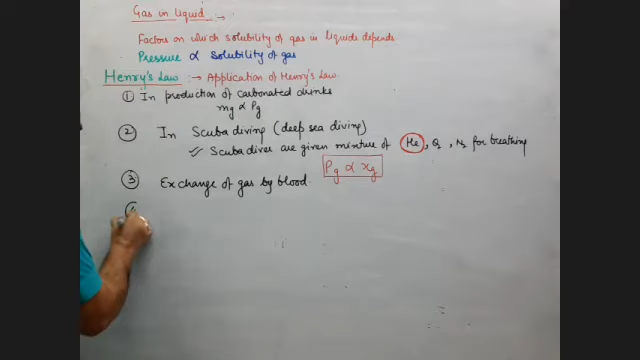 Gas in liquid :-
Factors on which solubility of gas in liquids depends
Pressure ∝ solubility of gas
Henry's Law :→ Application of Henry's Law.
① In production of carbonated drinks
mg ∝ Pg
② In Scuba diving (deep sea diving)
✓ Scuba diver are given mixture of He, O₂, N₂ for breathing
Pg ∝ xg
③ Exchange of gas by blood.